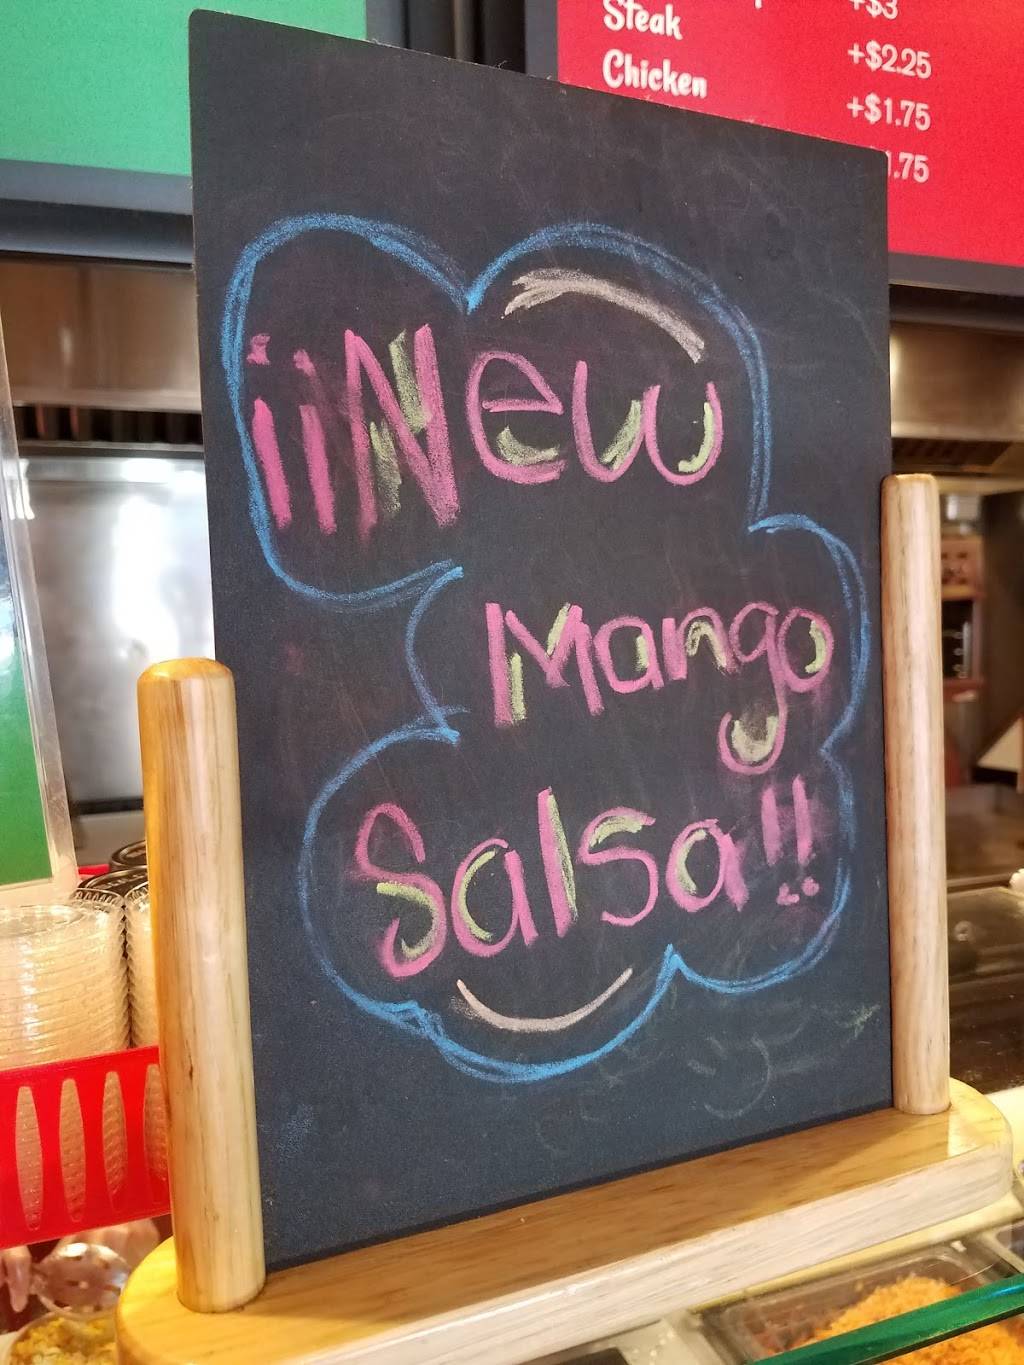 +$3
Steak +$2.25
Chicken +$1.75
.75
¡¡New
Mango
Salsa!!